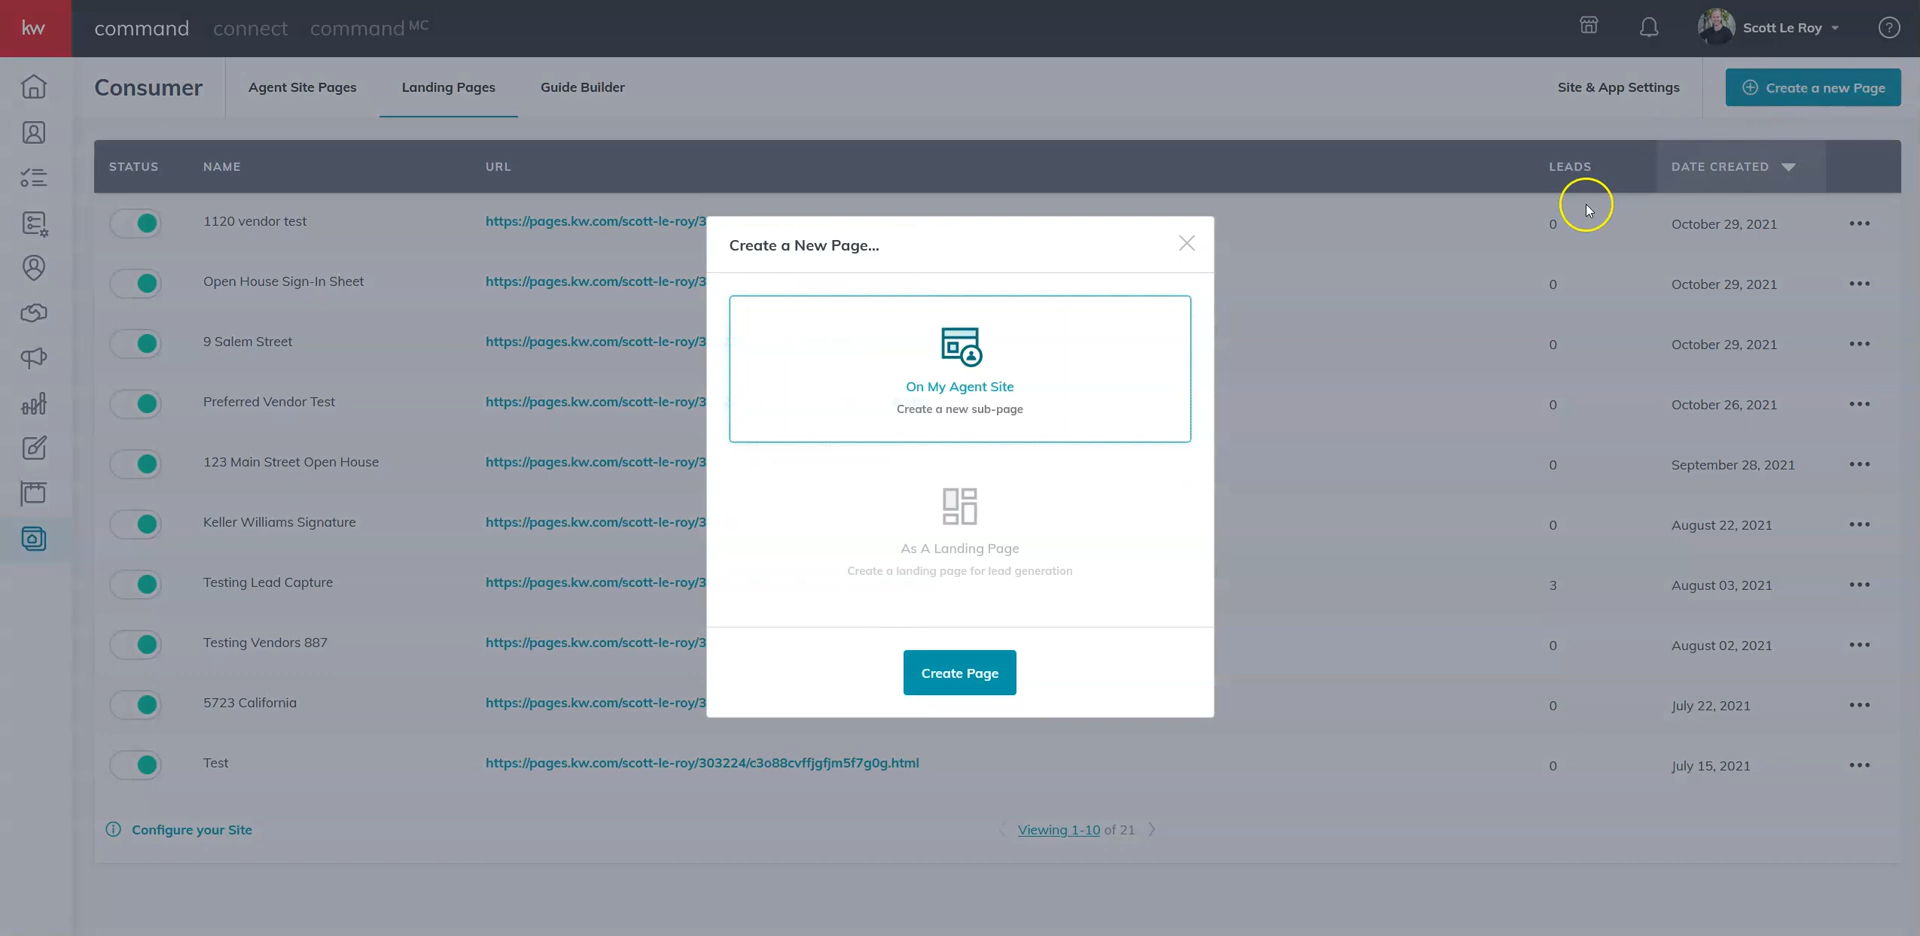 kw command connect command MC Scott Le Roy ?
Consumer Agent Site Pages Landing Pages Guide Builder Site & App Settings Create a new Page
STATUS NAME URL LEADS DATE CREATED
1120 vendor test https://pages.kw.com/scott-le-roy/3 0 October 29, 2021
Open House Sign-In Sheet https://pages.kw.com/scott-le-roy/3 0 October 29, 2021
9 Salem Street https://pages.kw.com/scott-le-roy/3 0 October 29, 2021
Preferred Vendor Test https://pages.kw.com/scott-le-roy/3 0 October 26, 2021
123 Main Street Open House https://pages.kw.com/scott-le-roy/3 0 September 28, 2021
Keller Williams Signature https://pages.kw.com/scott-le-roy/3 0 August 22, 2021
Testing Lead Capture https://pages.kw.com/scott-le-roy/3 3 August 03, 2021
Testing Vendors 887 https://pages.kw.com/scott-le-roy/3 0 August 02, 2021
5723 California https://pages.kw.com/scott-le-roy/3 0 July 22, 2021
Test https://pages.kw.com/scott-le-roy/303224/c3o88cvffjgfjm5f7g0g.html 0 July 15, 2021
Configure your Site Viewing 1-10 of 21
Create a New Page...
On My Agent Site
Create a new sub-page
As A Landing Page
Create a landing page for lead generation
Create Page